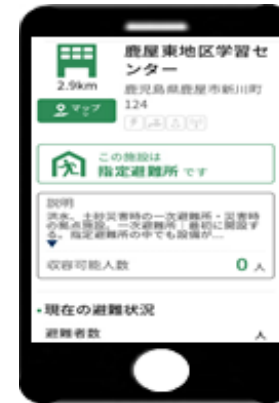 鹿屋東地区学習セ
ンター
2.9km
鹿児島県鹿屋市新川町
124
マップ
この施設は
指定避難所です
説明
洪水、土砂災害時の一次避難所・災害時
の拠点施設。一次避難所：最初に開設す
る。指定避難所の中でも設備が…
収容可能人数 0人
現在の避難状況
避難者数 人